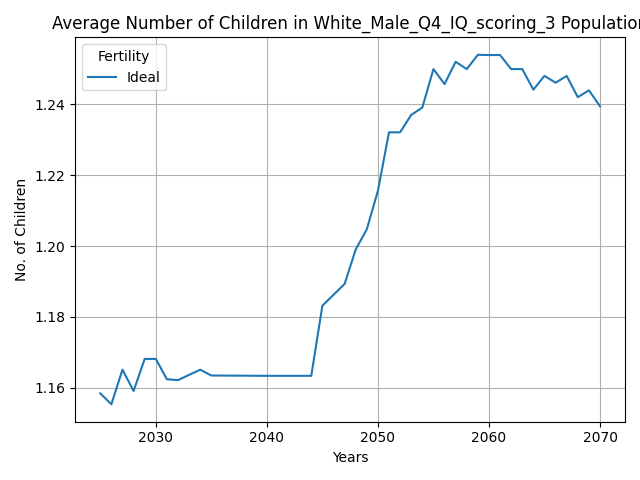 Average Number of Children in White_Male_Q4_IQ_scoring_3 Population
Fertility
Ideal
No. of Children
1.24
1.22
1.20
1.18
1.16
2030 2040 2050 2060 2070
Years